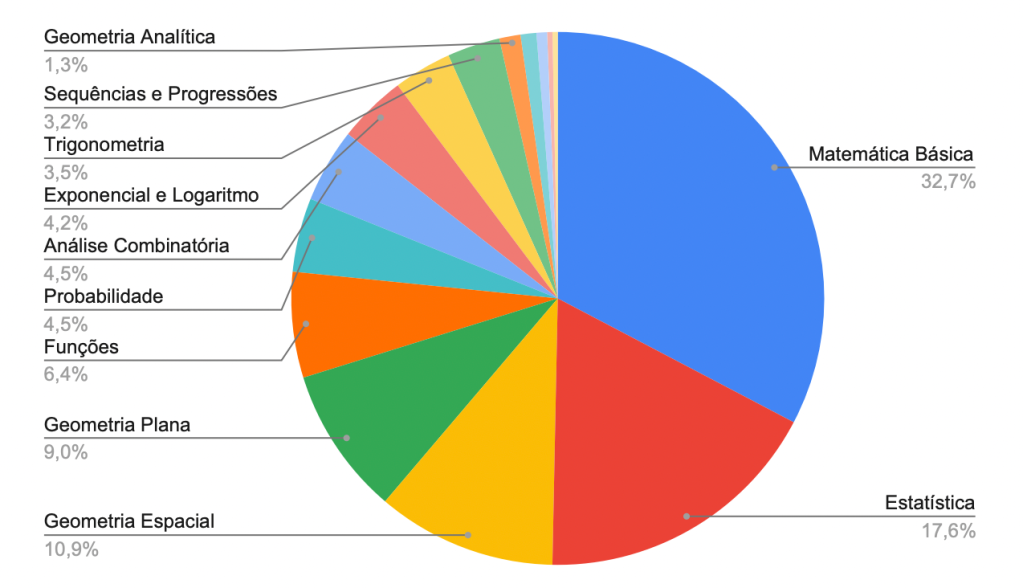 Geometria Analítica
1,3%
Sequências e Progressões
3,2%
Trigonometria
3,5%
Exponencial e Logaritmo
4,2%
Análise Combinatória
4,5%
Probabilidade
4,5%
Funções
6,4%
Geometria Plana
9,0%
Geometria Espacial
10,9%
Matemática Básica
32,7%
Estatística
17,6%